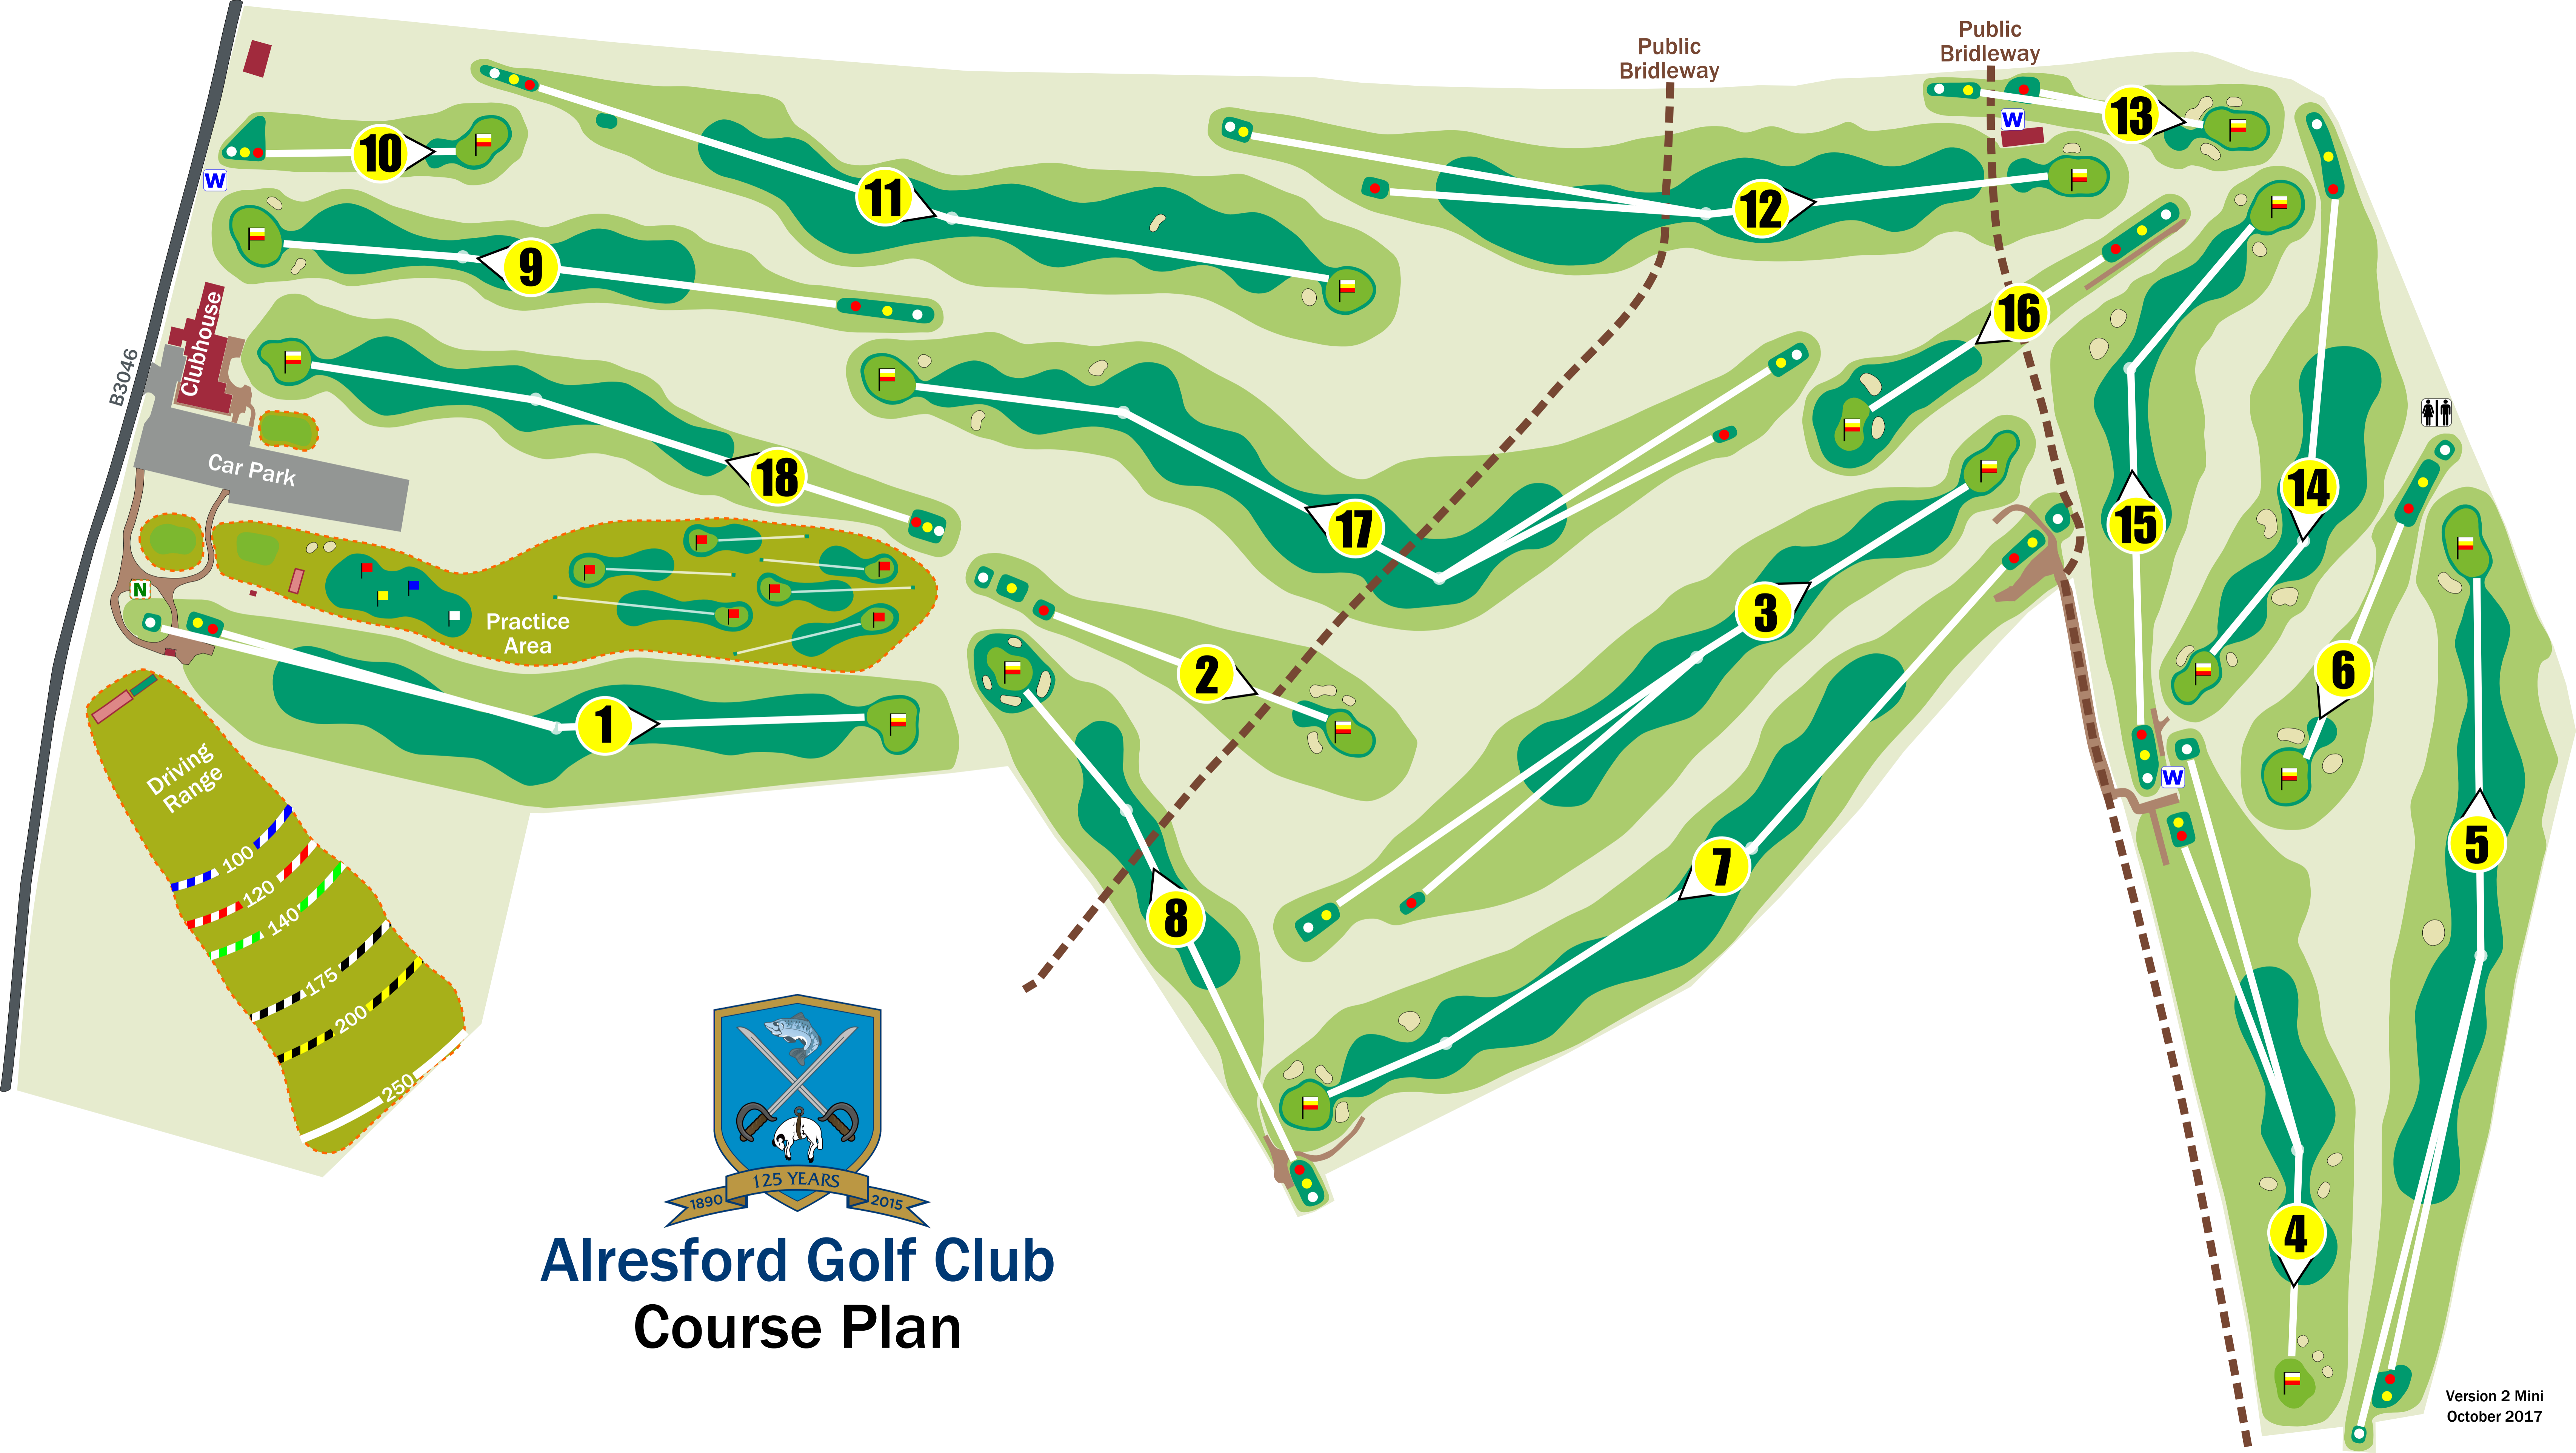 Public
Bridleway
Public
Bridleway
13
10
W
W
11
12
9
16
Clubhouse
B3046
Car Park
18
17
14
15
N
Practice
Area
3
2
6
1
W
Driving
Range
5
7
8
100
120
140
175
200
250
4
125 YEARS
1890
2015
Alresford Golf Club
Course Plan
Version 2 Mini
October 2017